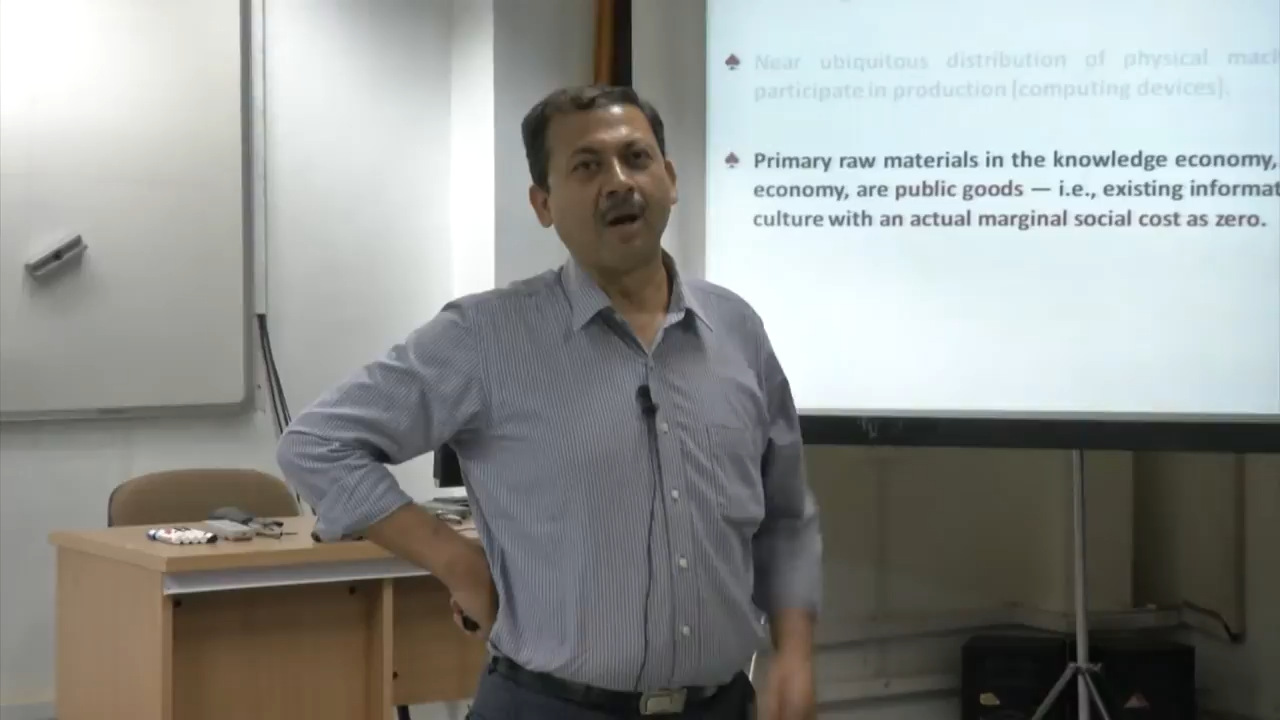 Near ubiquitous distribution of physical
participate in production [computing devices].
Primary raw materials in the knowledge economy,
economy, are public goods — i.e., existing
culture with an actual marginal social cost as zero.